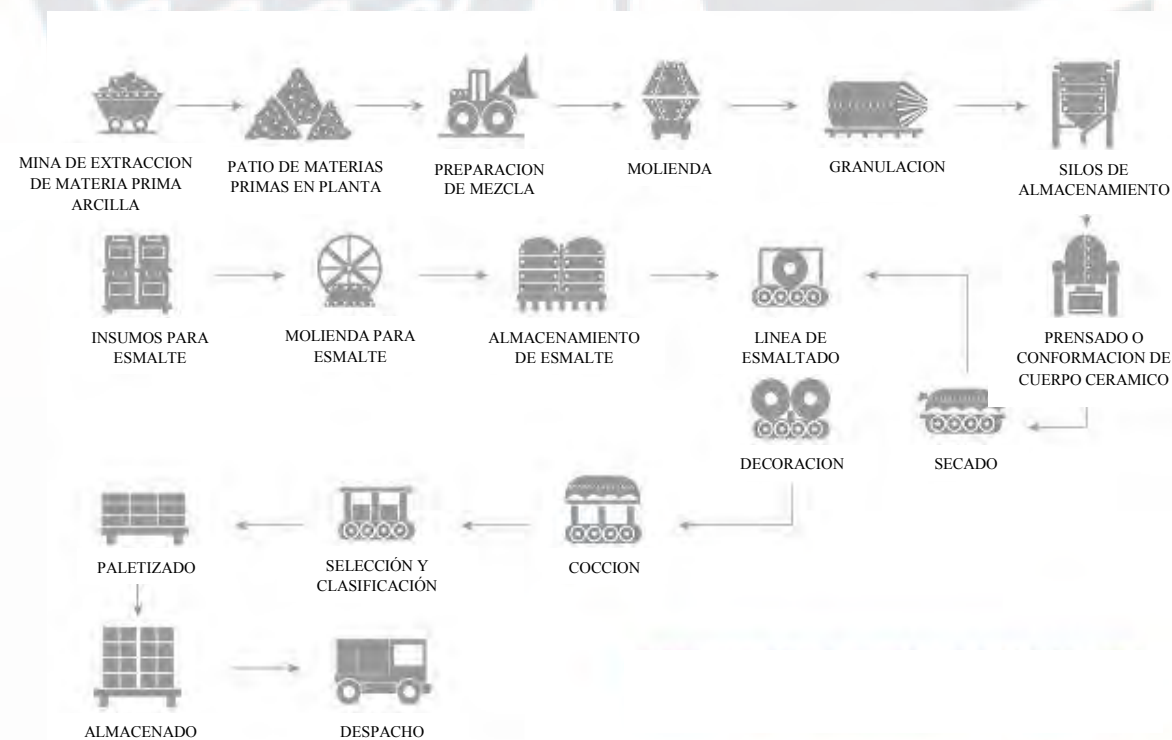 MINA DE EXTRACCION
DE MATERIA PRIMA
ARCILLA
PATIO DE MATERIAS
PRIMAS EN PLANTA
PREPARACION
DE MEZCLA
MOLIENDA
GRANULACION
SILOS DE
ALMACENAMIENTO
INSUMOS PARA
ESMALTE
MOLIENDA PARA
ESMALTE
ALMACENAMIENTO
DE ESMALTE
LINEA DE
ESMALTADO
PRENSADO O
CONFORMACION DE
CUERPO CERAMICO
DECORACION
SECADO
PALETIZADO
SELECCIÓN Y
CLASIFICACIÓN
COCCION
ALMACENADO
DESPACHO